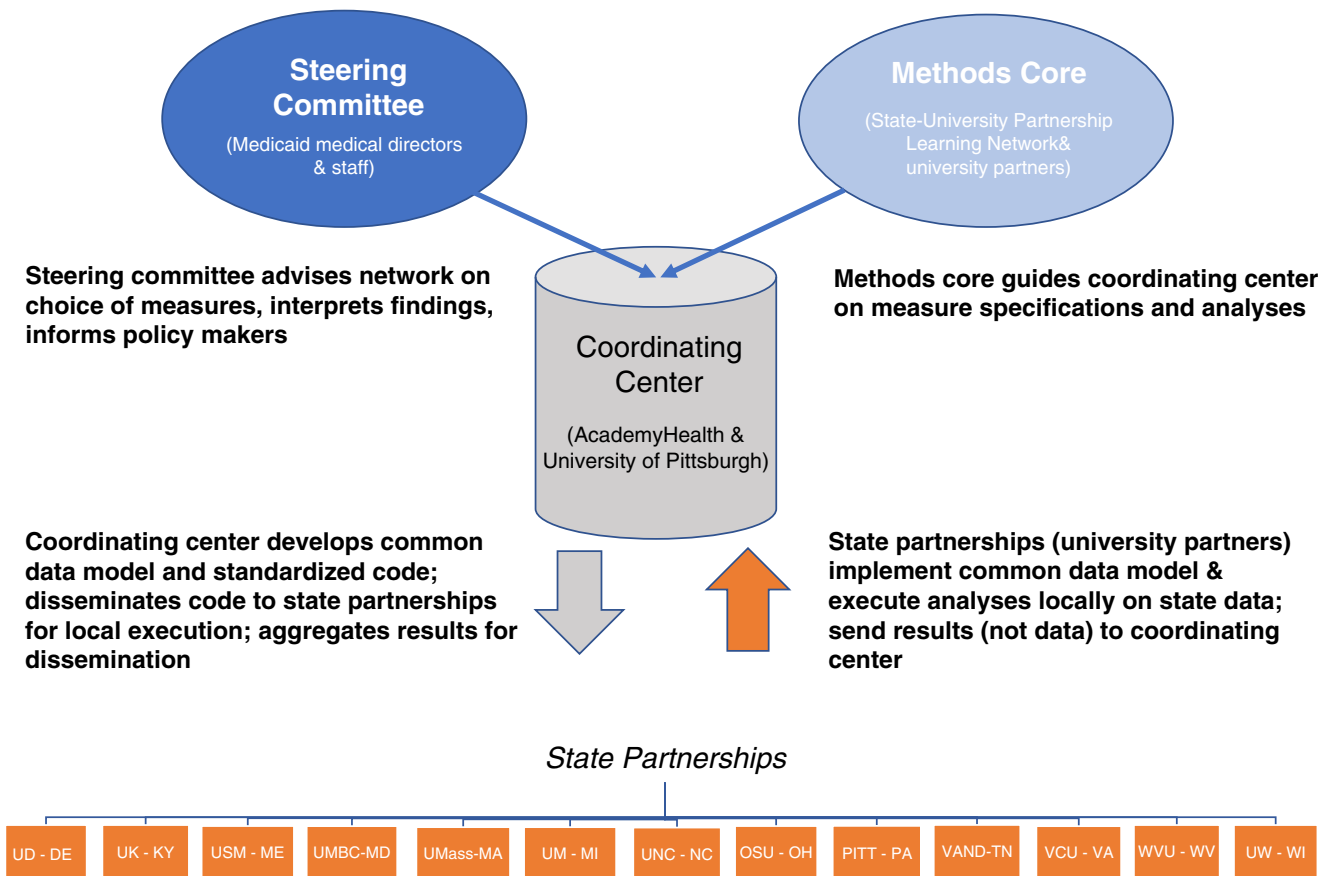 Steering
Committee
(Medicaid medical directors
& staff)
Methods Core
(State-University Partnership
Learning Network&
university partners)
Steering committee advises network on
choice of measures, interprets findings,
informs policy makers
Methods core guides coordinating center
on measure specifications and analyses
Coordinating
Center
(AcademyHealth &
University of Pittsburgh)
Coordinating center develops common
data model and standardized code;
disseminates code to state partnerships
for local execution; aggregates results for
dissemination
State partnerships (university partners)
implement common data model &
execute analyses locally on state data;
send results (not data) to coordinating
center
State Partnerships
UD - DE
UK - KY
USM - ME
UMBC-MD
UMass-MA
UM - MI
UNC - NC
OSU - OH
PITT - PA
VAND-TN
VCU - VA
WVU - WV
UW - WI